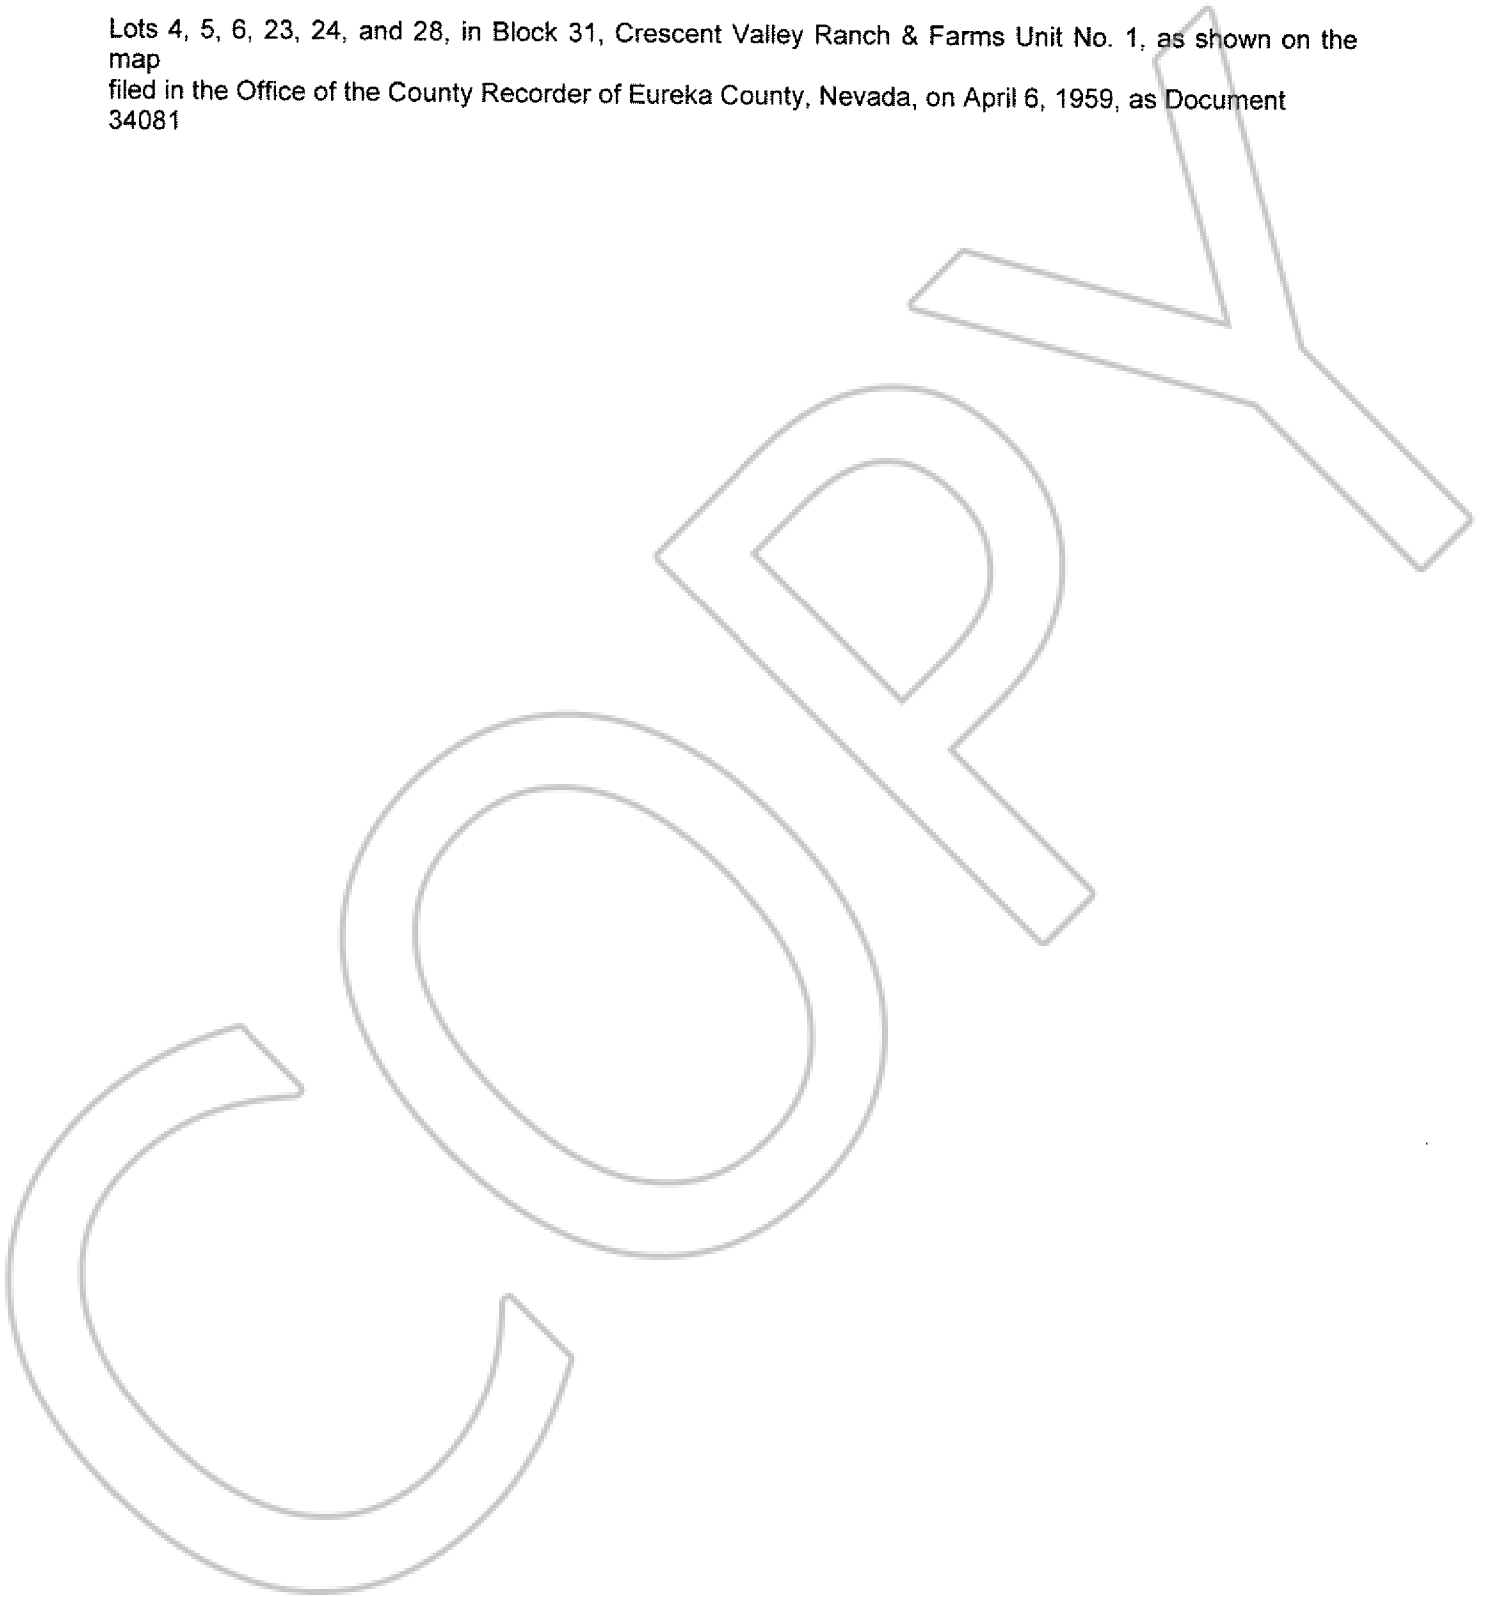 Lots 4, 5, 6, 23, 24, and 28, in Block 31, Crescent Valley Ranch & Farms Unit No. 1, as shown on the
map
filed in the Office of the County Recorder of Eureka County, Nevada, on April 6, 1959, as Document
34081
COPY